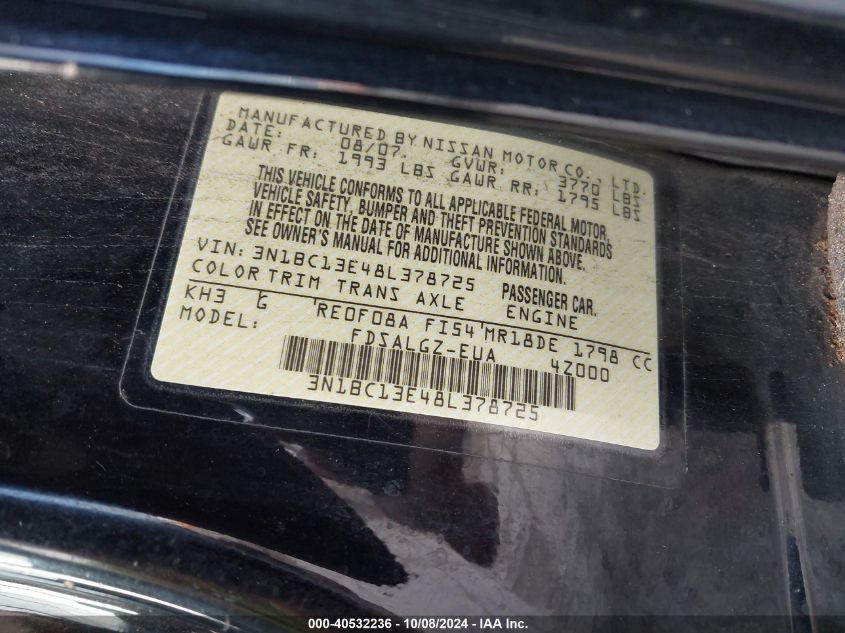 MANUFACTURED BY NISSAN MOTOR CO., LTD.
DATE: 08/07. GVWR: 3770 LBS
GAWR FR: 1993 LBS GAWR RR: 1795 LBS
THIS VEHICLE CONFORMS TO ALL APPLICABLE FEDERAL MOTOR,
VEHICLE SAFETY, BUMPER AND THEFT PREVENTION STANDARDS
IN EFFECT ON THE DATE OF MANUFACTURE SHOWN ABOVE.
SEE OWNER'S MANUAL FOR ADDITIONAL INFORMATION.
VIN: 3N1BC13E48L378725 PASSENGER CAR.
COLOR TRIM TRANS AXLE ENGINE
KH3 G RE0F08A FI54 MR18DE 1798 CC
MODEL: FDSALGZ-EUA 4Z000
3N1BC13E48L378725
000-40532236 - 10/08/2024 - IAA Inc.